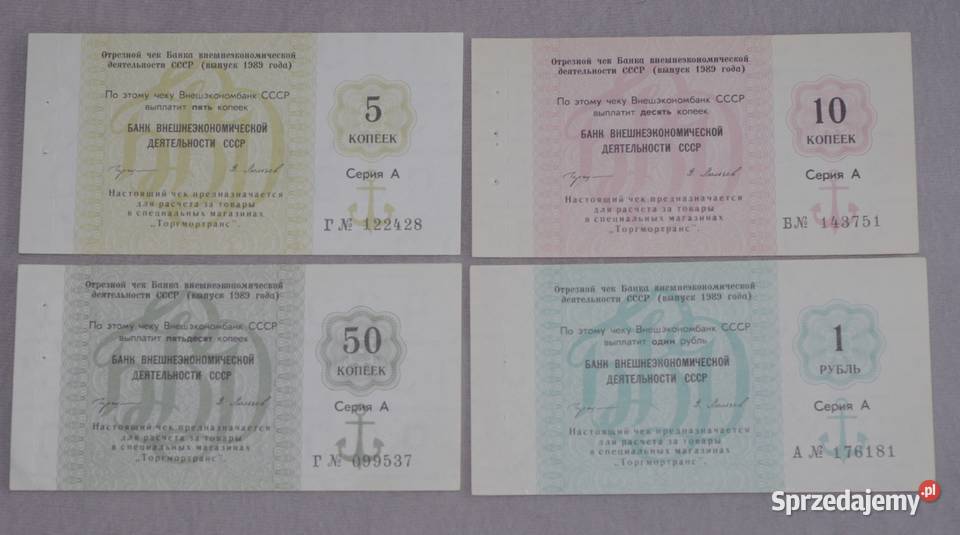 Отрезной чек Банка внешнеэкономической
деятельности СССР (выпуск 1989 года)
По этому чеку Внешэкономбанк СССР
выплатит пять копеек
БАНК ВНЕШНЕЭКОНОМИЧЕСКОЙ
ДЕЯТЕЛЬНОСТИ СССР
Настоящий чек предназначается
для расчета за товары
в специальных магазинах
„Торгмортранс".
5
КОПЕЕК
Серия А
Г № 122428
Отрезной чек Банка внешнеэкономической
деятельности СССР (выпуск 1989 года)
По этому чеку Внешэкономбанк СССР
выплатит десять копеек
БАНК ВНЕШНЕЭКОНОМИЧЕСКОЙ
ДЕЯТЕЛЬНОСТИ СССР
Настоящий чек предназначается
для расчета за товары
в специальных магазинах
„Торгмортранс".
10
КОПЕЕК
Серия А
Б№ 143751
Отрезной чек Банка внешнеэкономической
деятельности СССР (выпуск 1989 года)
По этому чеку Внешэкономбанк СССР
выплатит пятьдесят копеек
БАНК ВНЕШНЕЭКОНОМИЧЕСКОЙ
ДЕЯТЕЛЬНОСТИ СССР
Настоящий чек предназначается
для расчета за товары
в специальных магазинах
„Торгмортранс".
50
КОПЕЕК
Серия А
Г № 099537
Отрезной чек Банка внешнеэкономической
деятельности СССР (выпуск 1989 года)
По этому чеку Внешэкономбанк СССР
выплатит один рубль
БАНК ВНЕШНЕЭКОНОМИЧЕСКОЙ
ДЕЯТЕЛЬНОСТИ СССР
Настоящий чек предназначается
для расчета за товары
в специальных магазинах
„Торгмортранс".
1
РУБЛЬ
Серия А
А № 176181
Sprzedajemy.pl